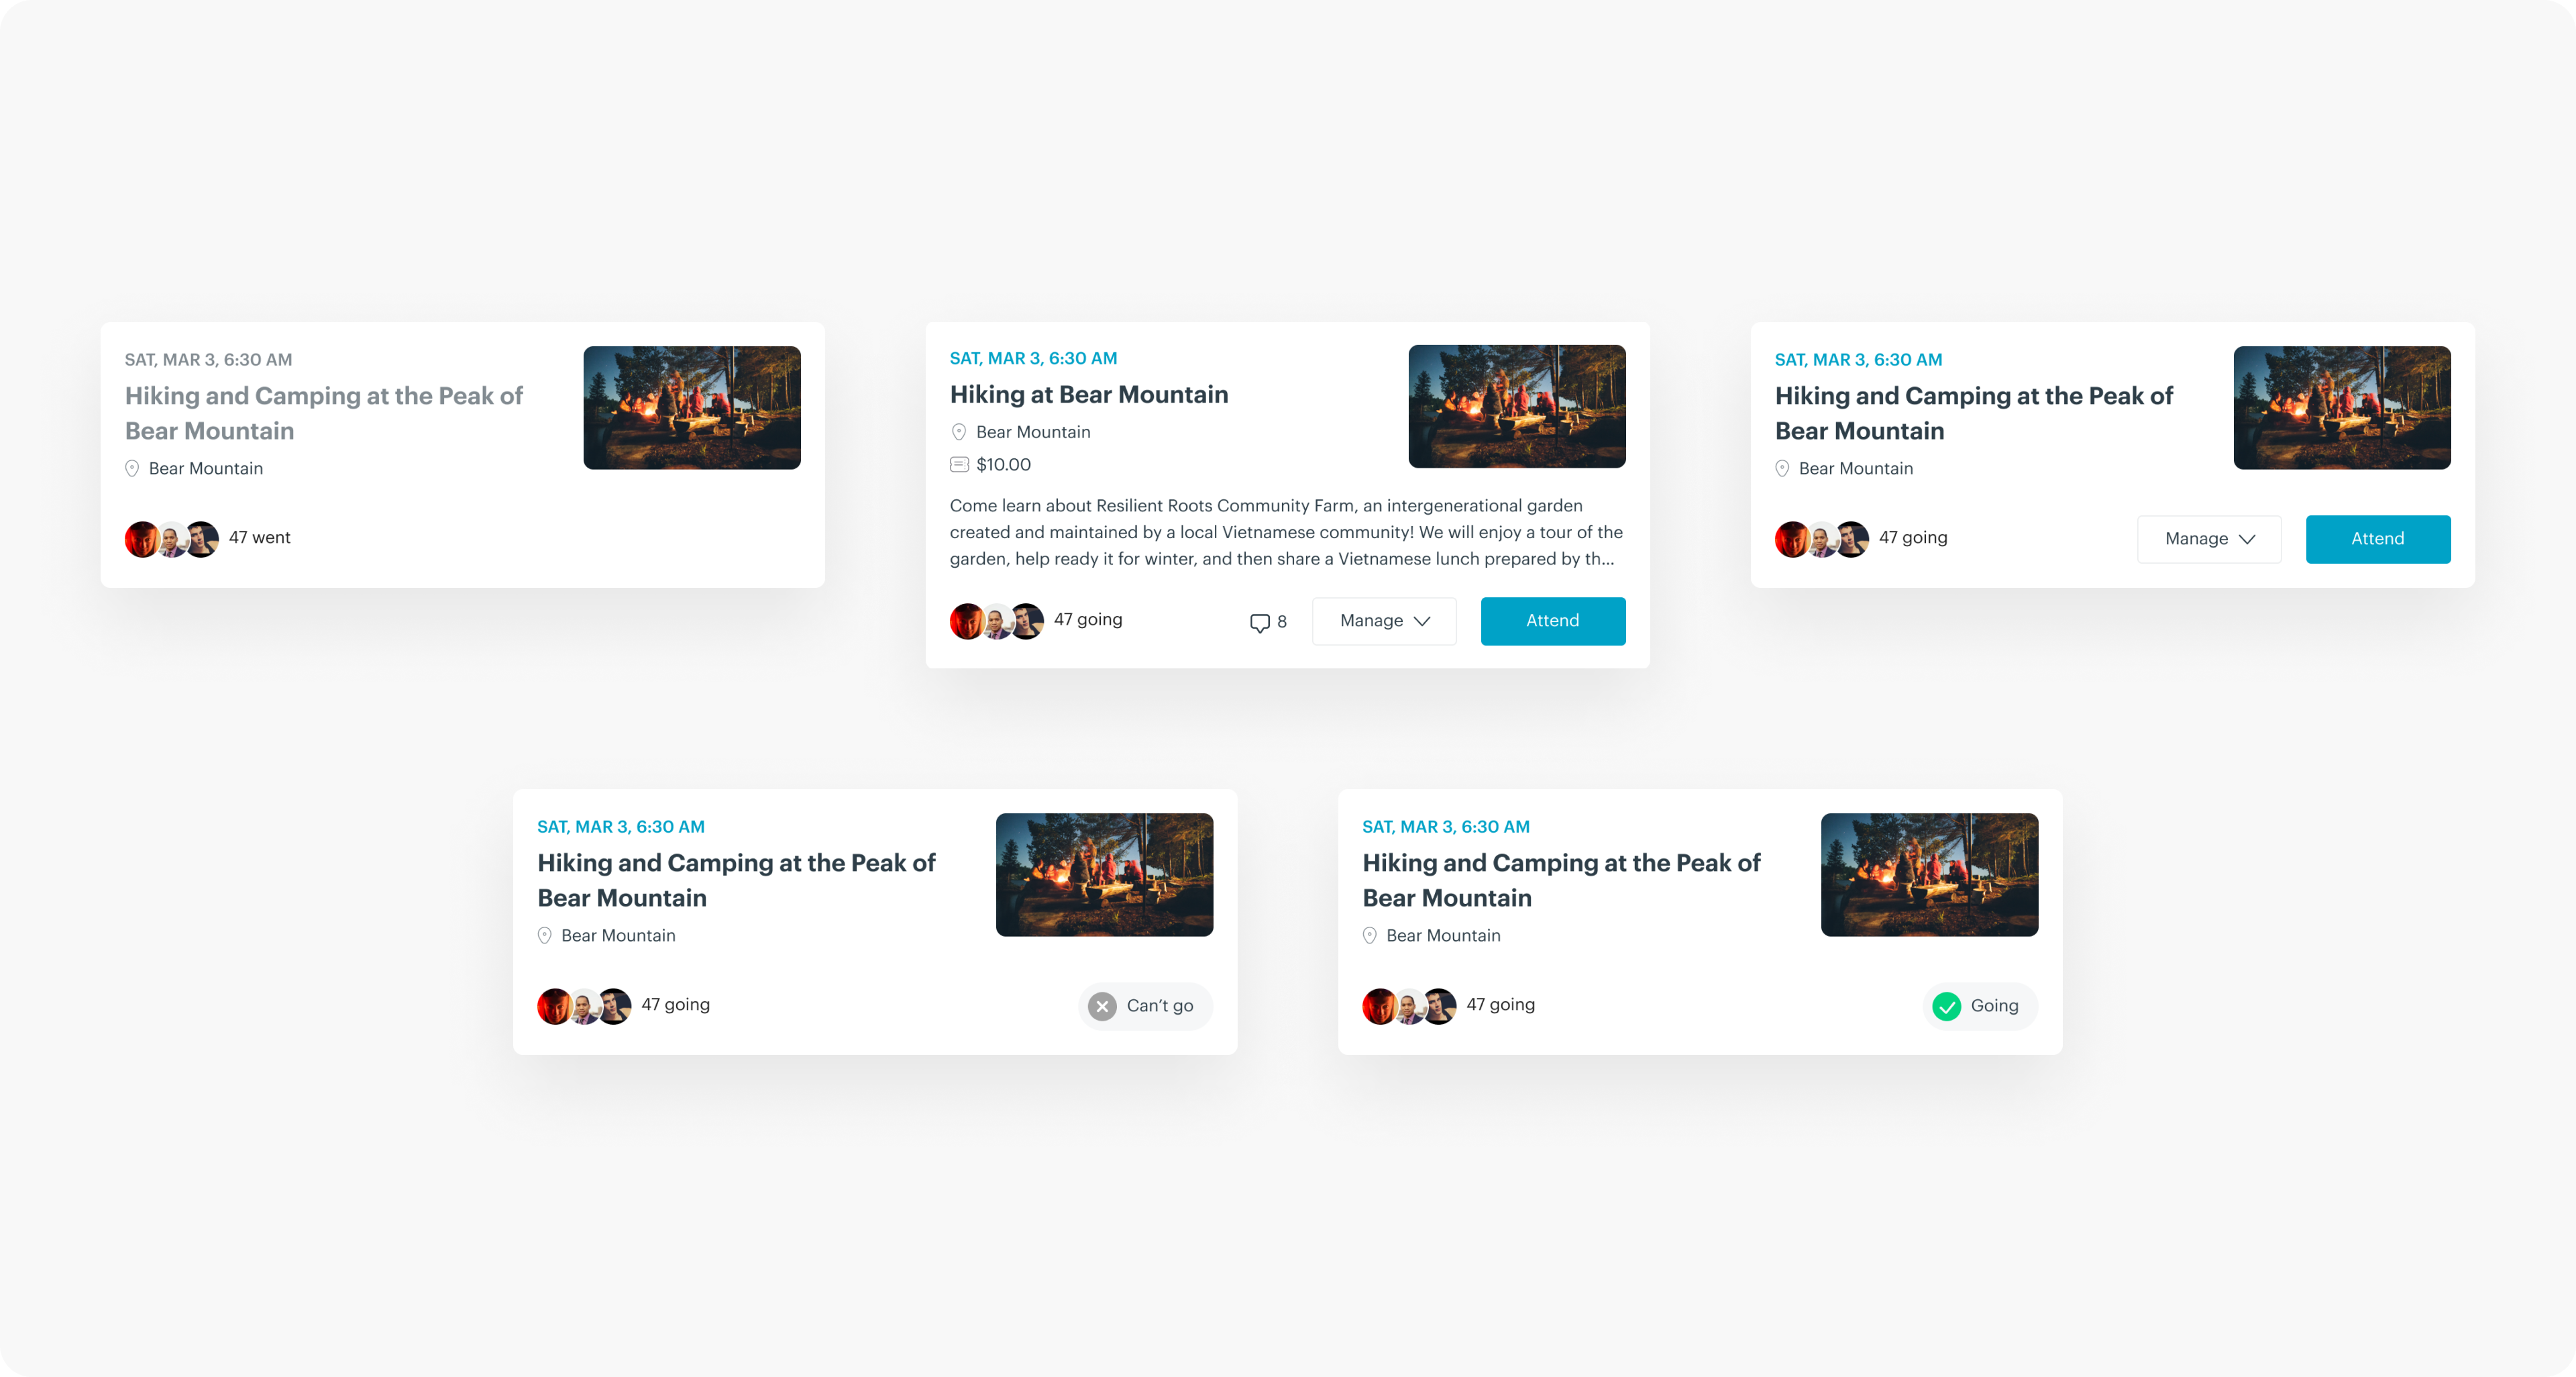 SAT, MAR 3, 6:30 AM
Hiking and Camping at the Peak of
Bear Mountain
Bear Mountain
47 went
SAT, MAR 3, 6:30 AM
Hiking at Bear Mountain
Bear Mountain
$10.00
Come learn about Resilient Roots Community Farm, an intergenerational garden
created and maintained by a local Vietnamese community! We will enjoy a tour of the
garden, help ready it for winter, and then share a Vietnamese lunch prepared by th...
47 going
8
Manage
Attend
SAT, MAR 3, 6:30 AM
Hiking and Camping at the Peak of
Bear Mountain
Bear Mountain
47 going
Manage
Attend
SAT, MAR 3, 6:30 AM
Hiking and Camping at the Peak of
Bear Mountain
Bear Mountain
47 going
Can’t go
SAT, MAR 3, 6:30 AM
Hiking and Camping at the Peak of
Bear Mountain
Bear Mountain
47 going
Going